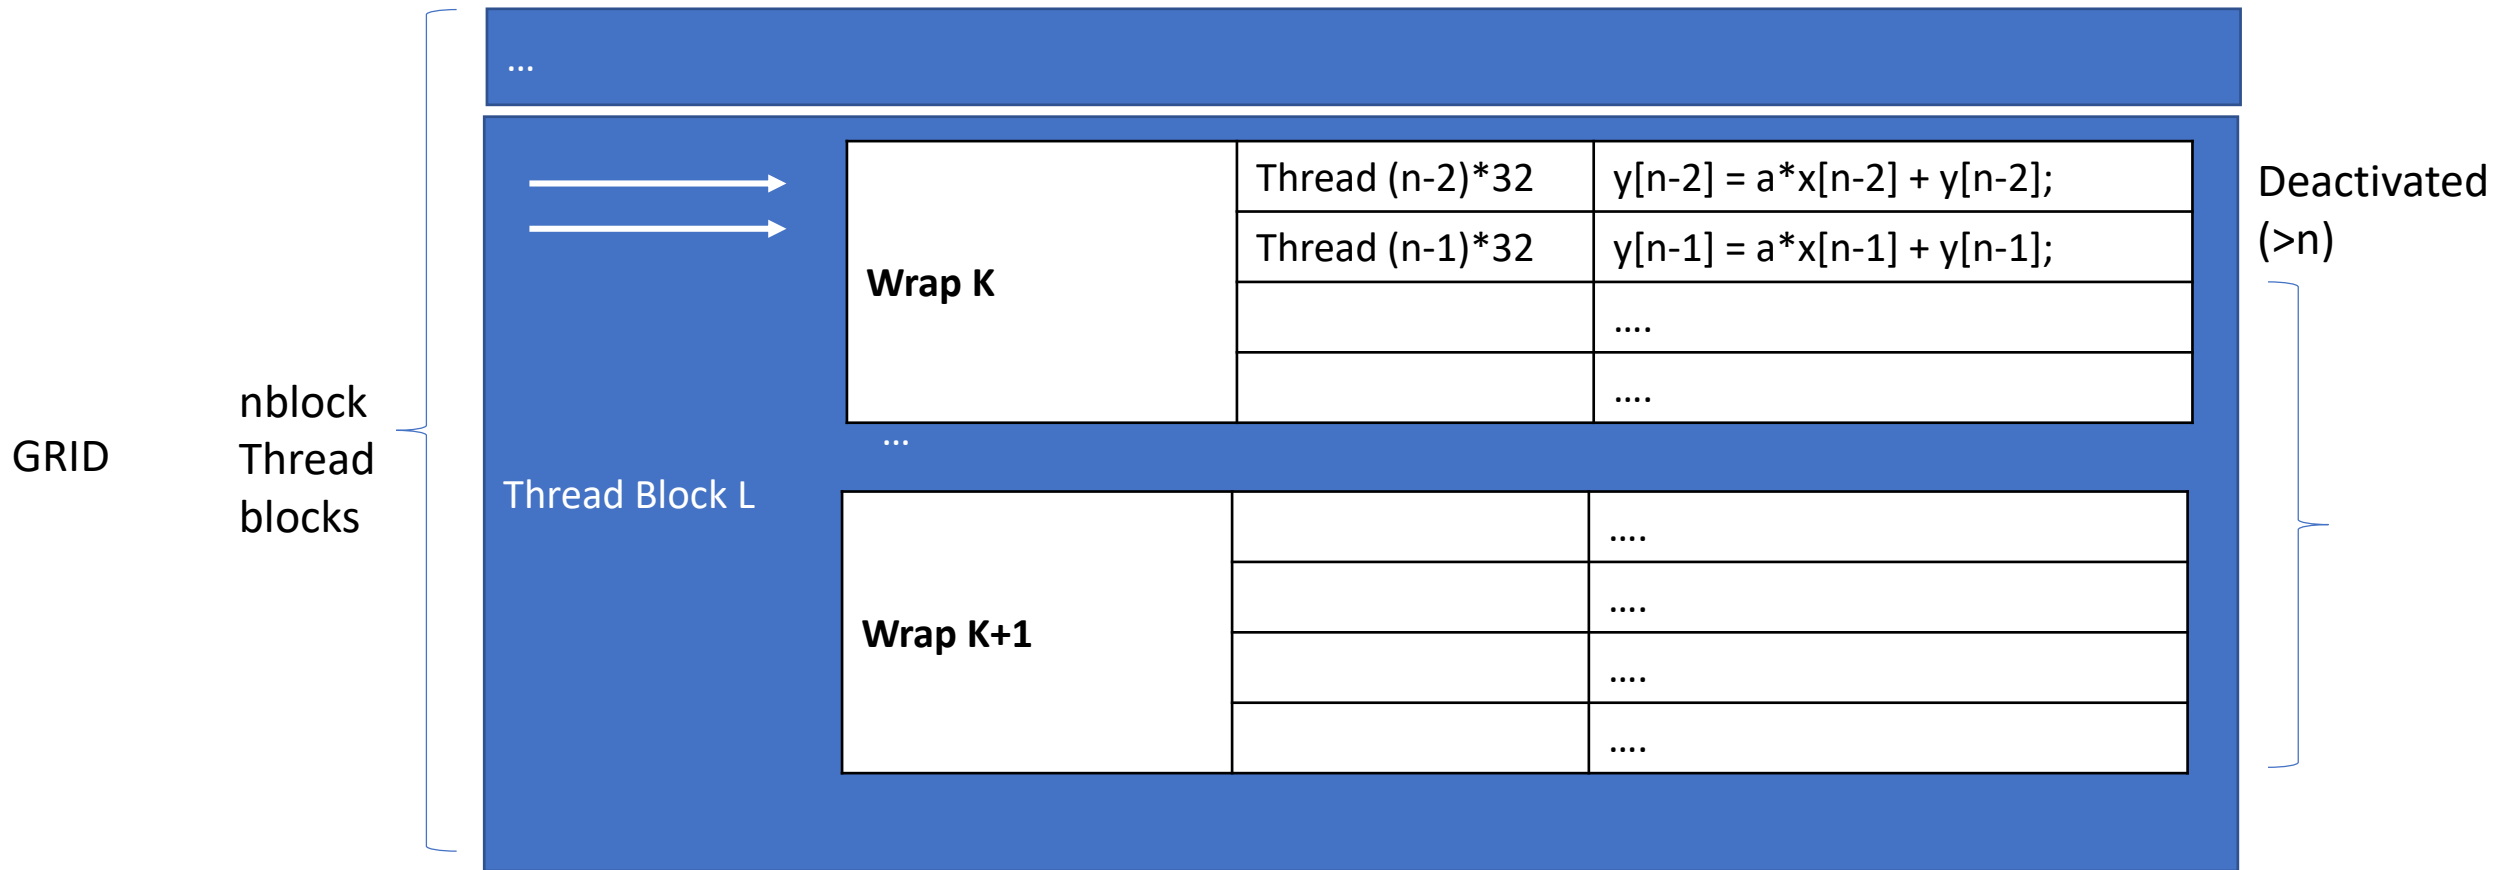 …
GRID
nblock
Thread
blocks
Thread Block L
Wrap K
Thread (n-2)*32
y[n-2] = a*x[n-2] + y[n-2];
Thread (n-1)*32
y[n-1] = a*x[n-1] + y[n-1];
....
....
…
Wrap K+1
....
....
....
....
Deactivated
(>n)